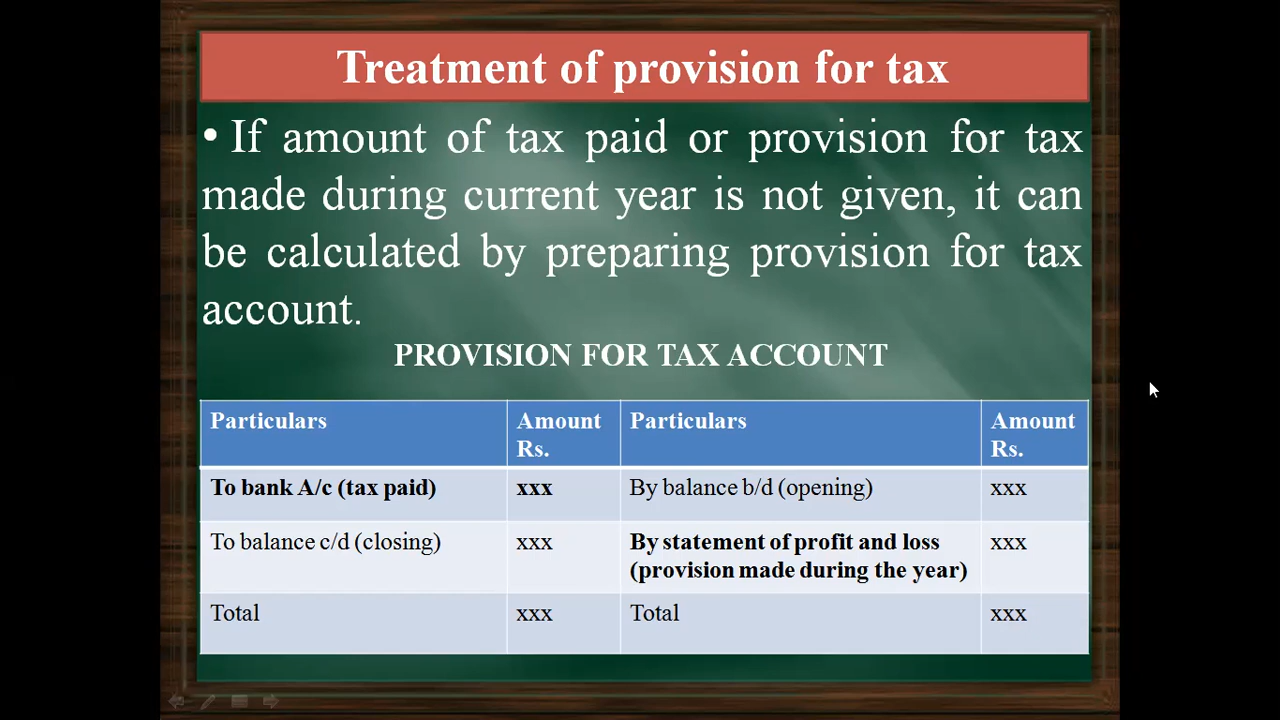 Treatment of provision for tax
• If amount of tax paid or provision for tax
made during current year is not given, it can
be calculated by preparing provision for tax
account.
PROVISION FOR TAX ACCOUNT
Particulars Amount Rs. Particulars Amount Rs.
To bank A/c (tax paid) xxx By balance b/d (opening) xxx
To balance c/d (closing) xxx By statement of profit and loss (provision made during the year) xxx
Total xxx Total xxx